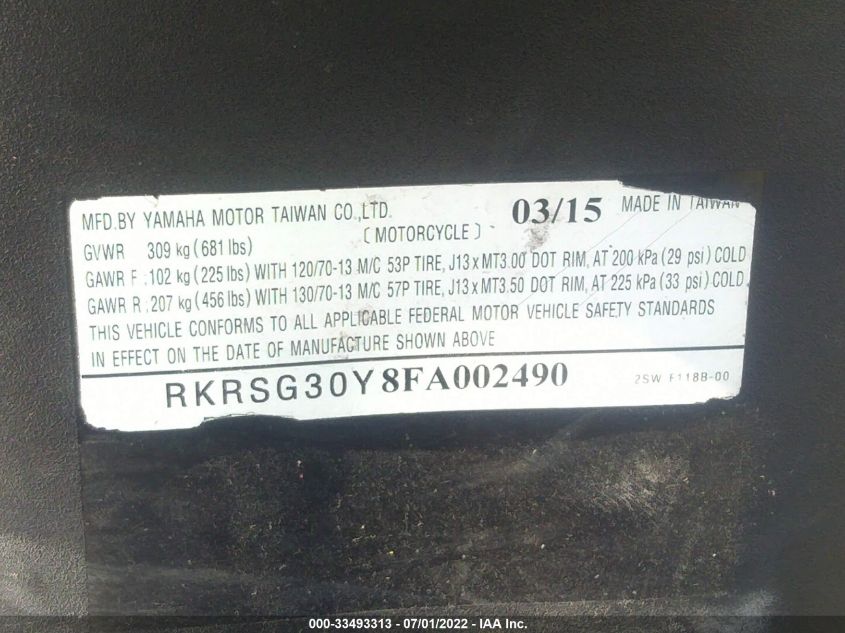 MFD.BY YAMAHA MOTOR TAIWAN CO.,LTD. 03/15 MADE IN TAIWAN
GVWR 309 kg (681 lbs) (MOTORCYCLE)
GAWR F.102 kg (225 lbs) WITH 120/70-13 M/C 53P TIRE, J13xMT3.00 DOT RIM, AT 200 kPa (29 psi) COLD
GAWR R.207 kg (456 lbs) WITH 130/70-13 M/C 57P TIRE, J13xMT3.50 DOT RIM, AT 225 kPa (33 psi) COLD.
THIS VEHICLE CONFORMS TO ALL APPLICABLE FEDERAL MOTOR VEHICLE SAFETY STANDARDS
IN EFFECT ON THE DATE OF MANUFACTURE SHOWN ABOVE
RKRSG30Y8FA002490 2SW F118B-00
000-33493313 - 07/01/2022 - IAA Inc.